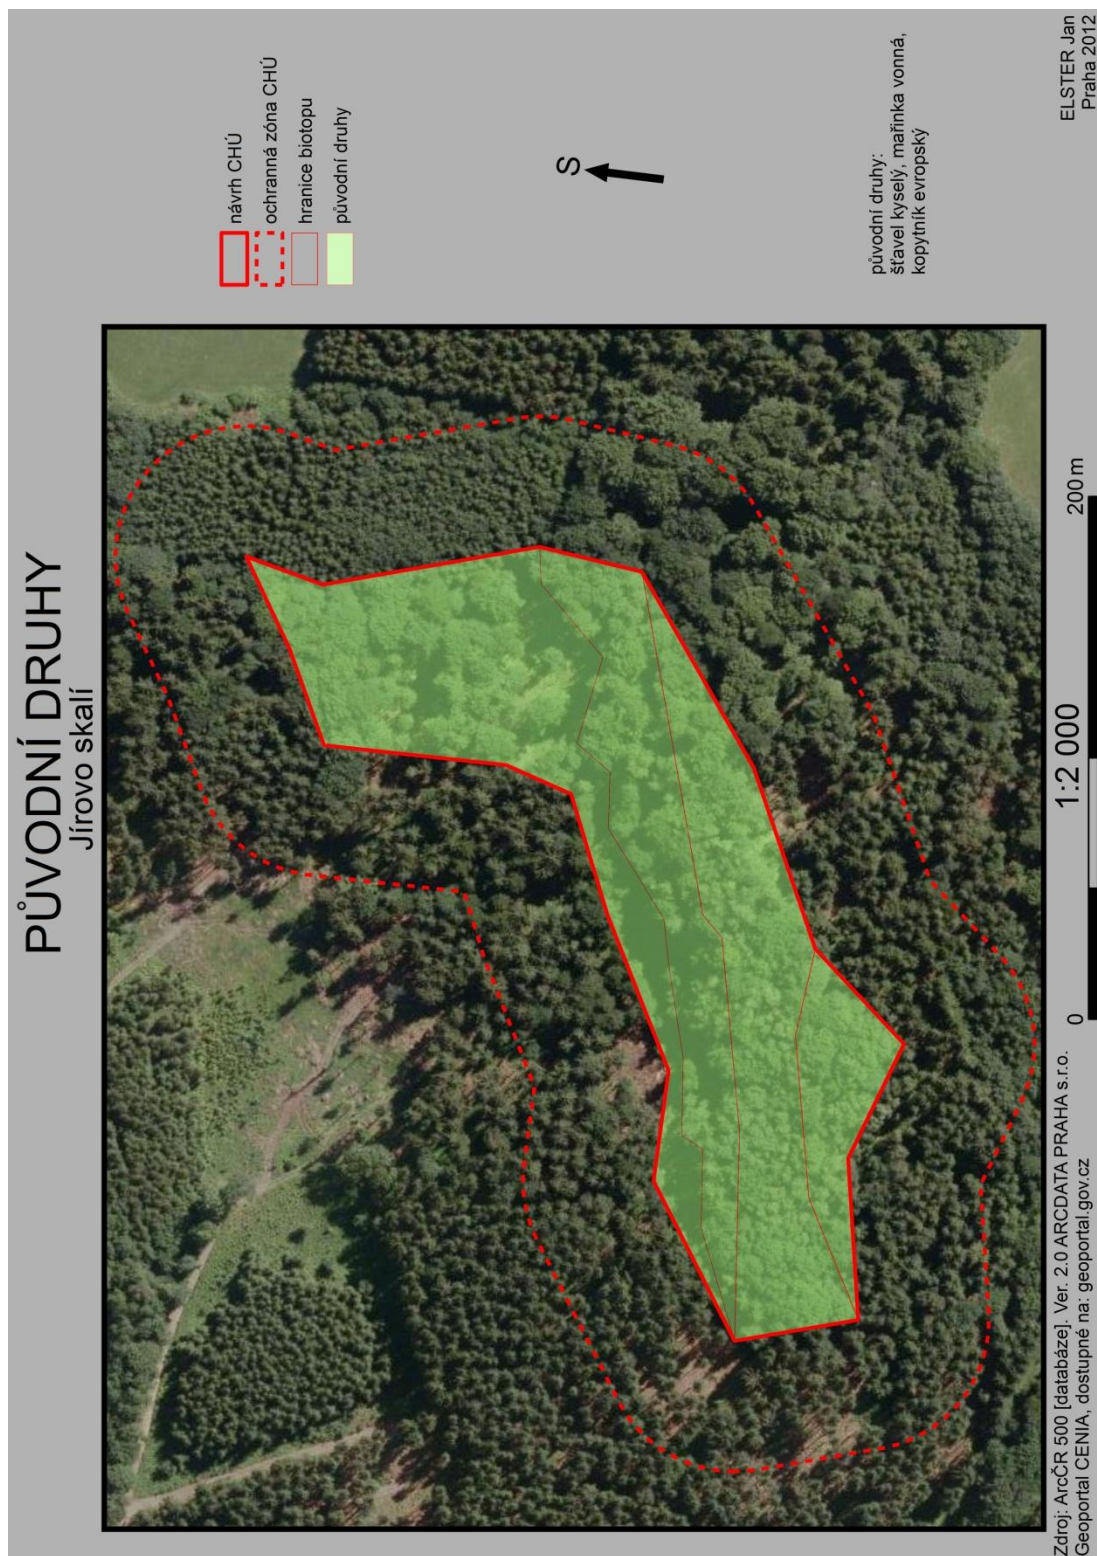 PŮVODNÍ DRUHY
Jírovo skalí
návrh CHÚ
ochranná zóna CHÚ
hranice biotopu
původní druhy
S
původní druhy:
šťavel kyselý, mařinka vonná,
kopytník evropský
Zdroj: ArcČR 500 [databáze]. Ver. 2.0 ARCDATA PRAHA s.r.o.
Geoportal CENIA, dostupné na: geoportal.gov.cz
0
1:2 000
200 m
ELSTER Jan
Praha 2012